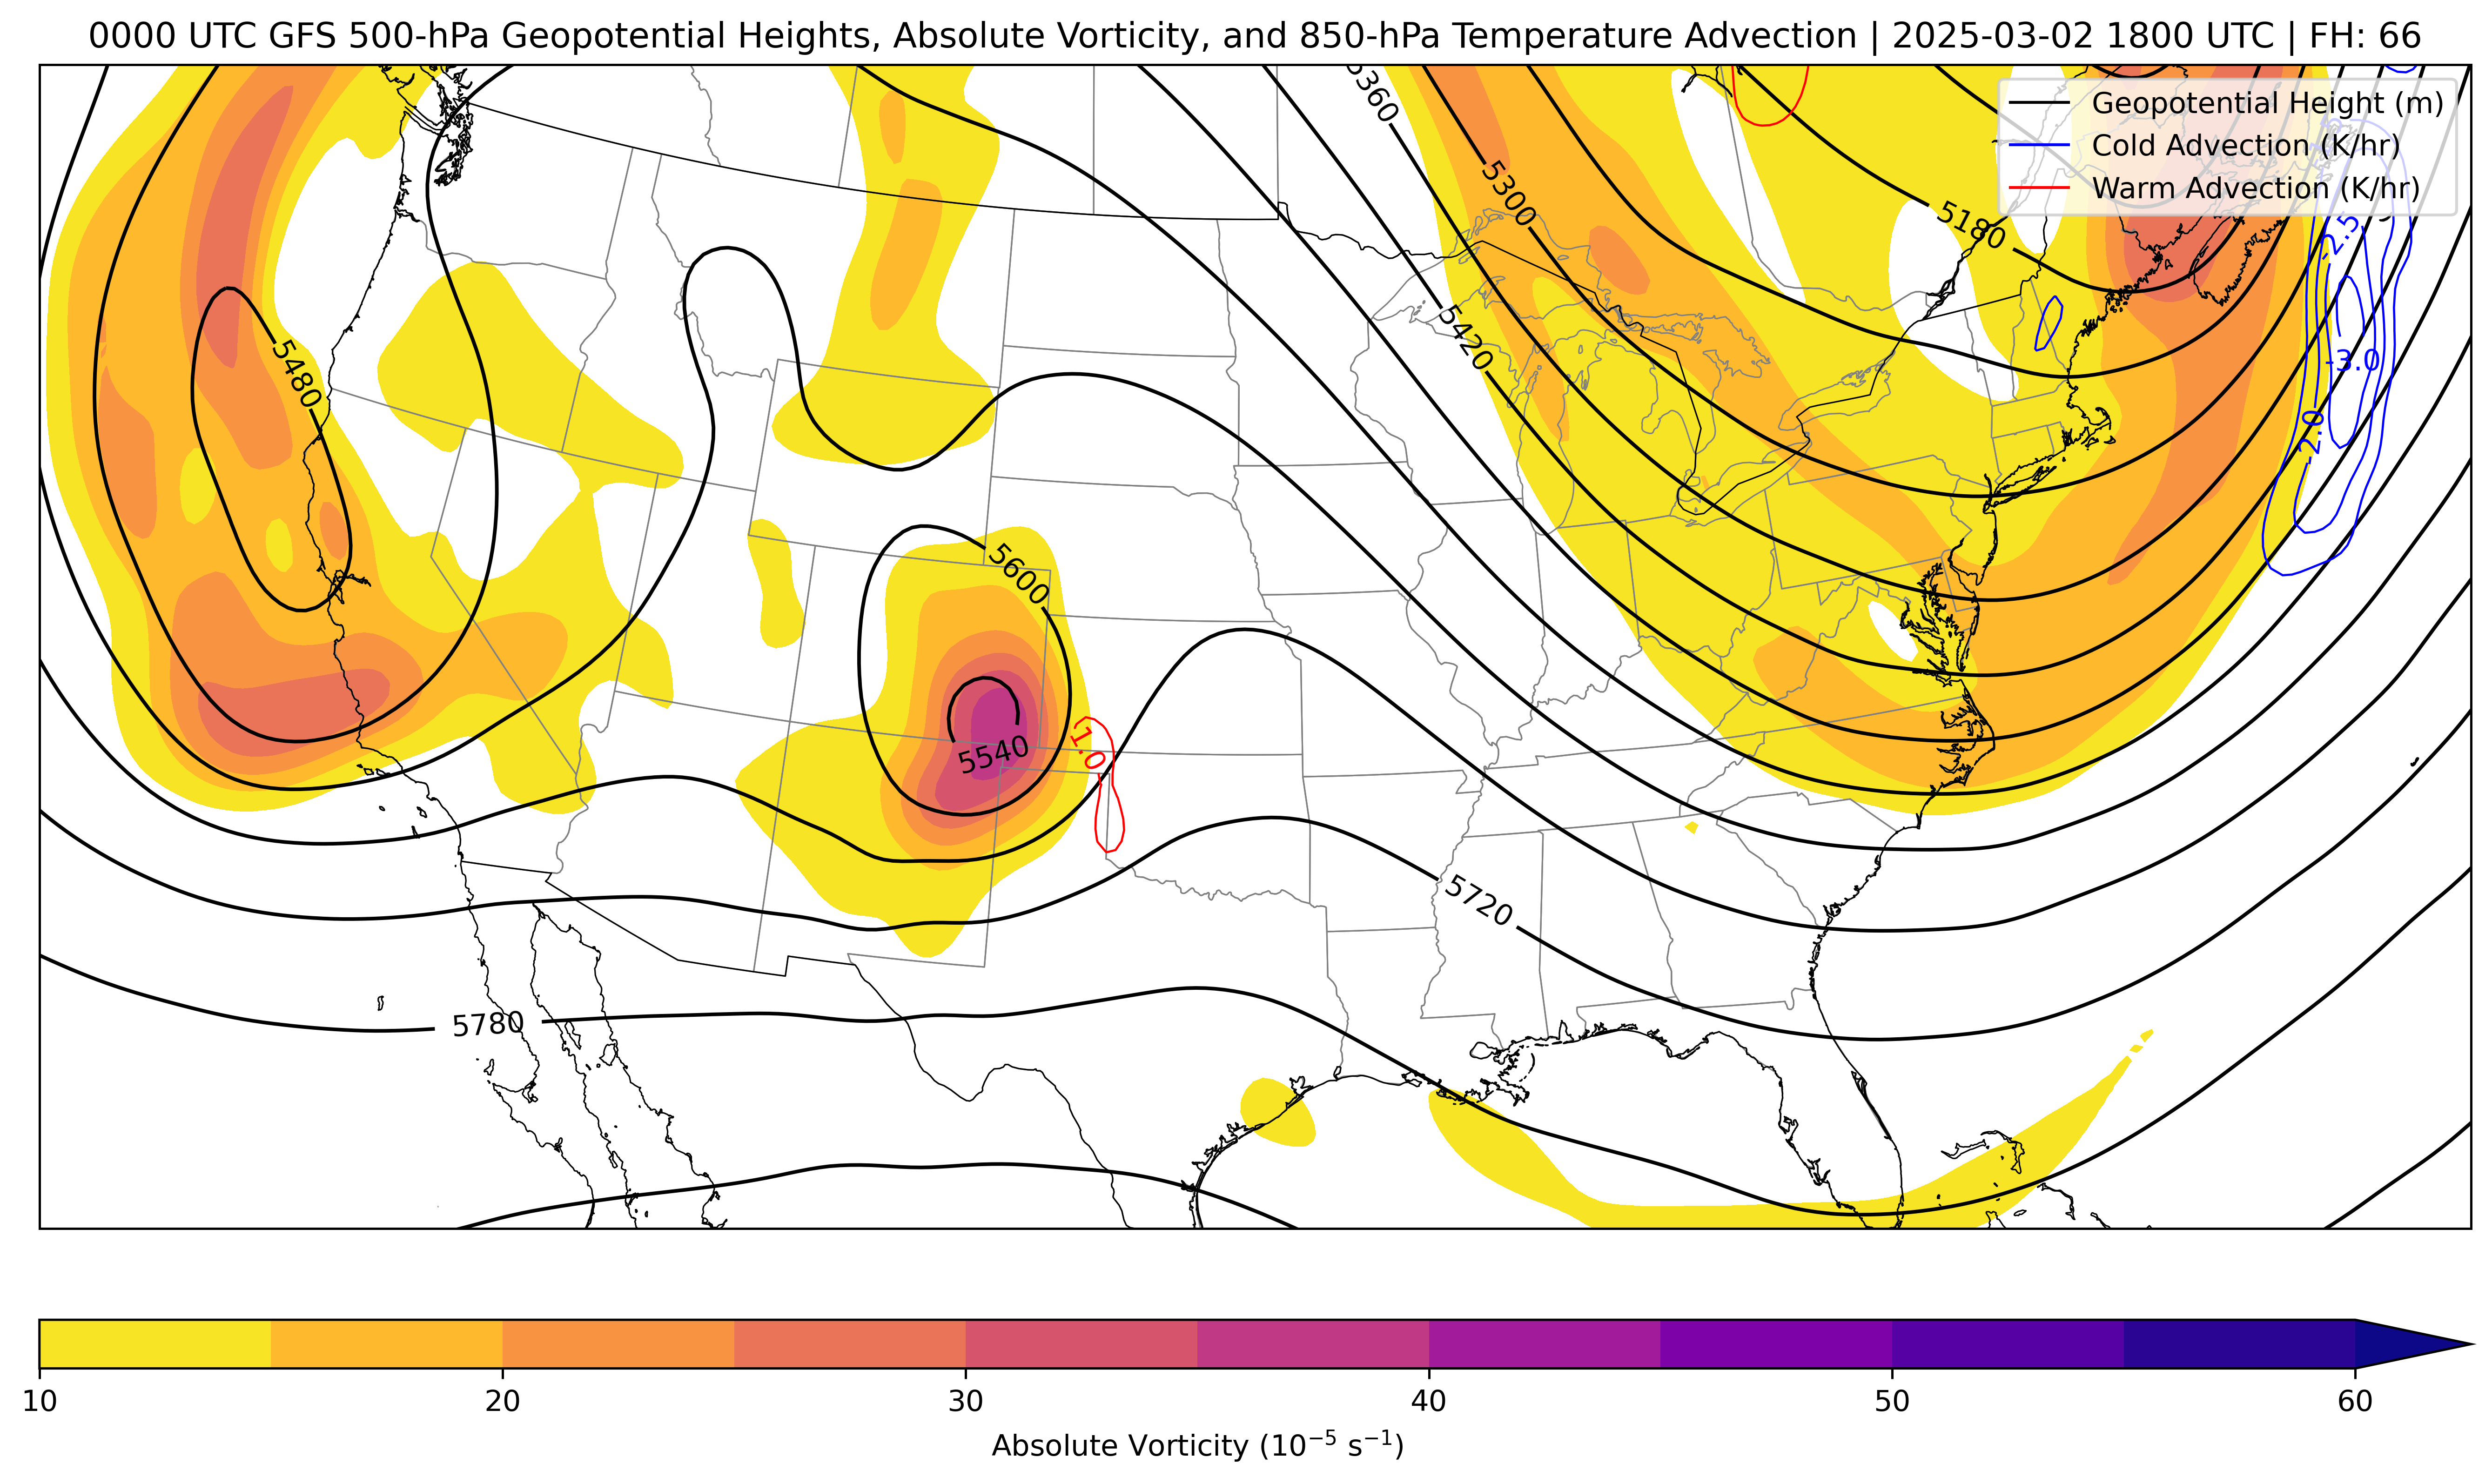 0000 UTC GFS 500-hPa Geopotential Heights, Absolute Vorticity, and 850-hPa Temperature Advection | 2025-03-02 1800 UTC | FH: 66
Geopotential Height (m)
Cold Advection (K/hr)
Warm Advection (K/hr)
5360
5300
5180
-2.5
5420
5480
-3.0
-2.0
5600
1.0
5540
5720
5780
10 20 30 40 50 60
Absolute Vorticity (10⁻⁵ s⁻¹)